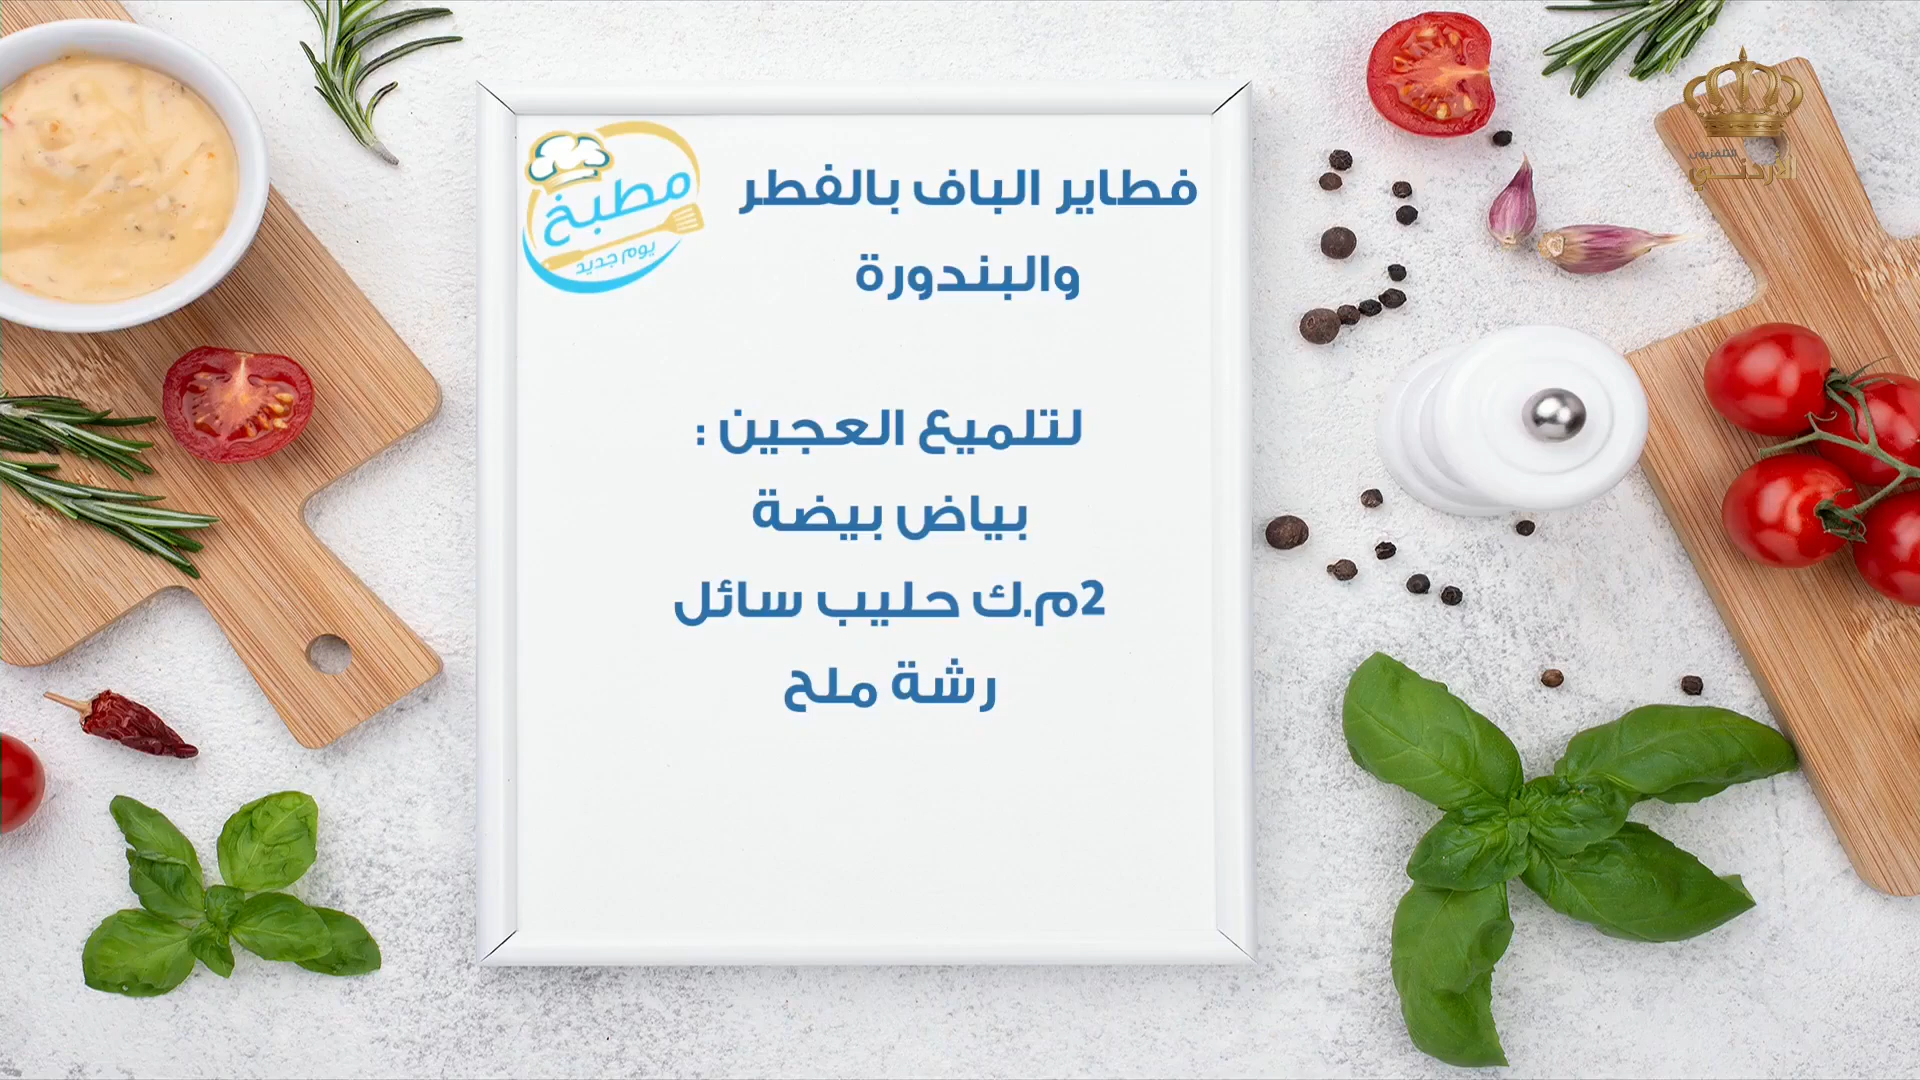 مطبخ
يوم جديد
فطاير الباف بالفطر
والبندورة
لتلميع العجين :
بياض بيضة
2م.ك حليب سائل
رشة ملح
التلفزيون
الأردني